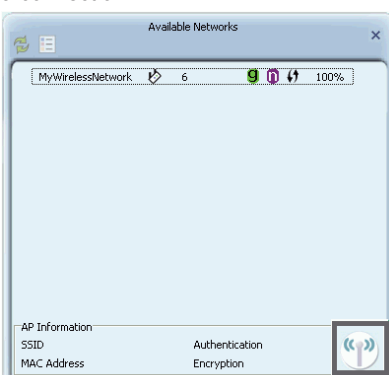 Available Networks
MyWirelessNetwork 6 g n 100%
AP Information
SSID Authentication
MAC Address Encryption